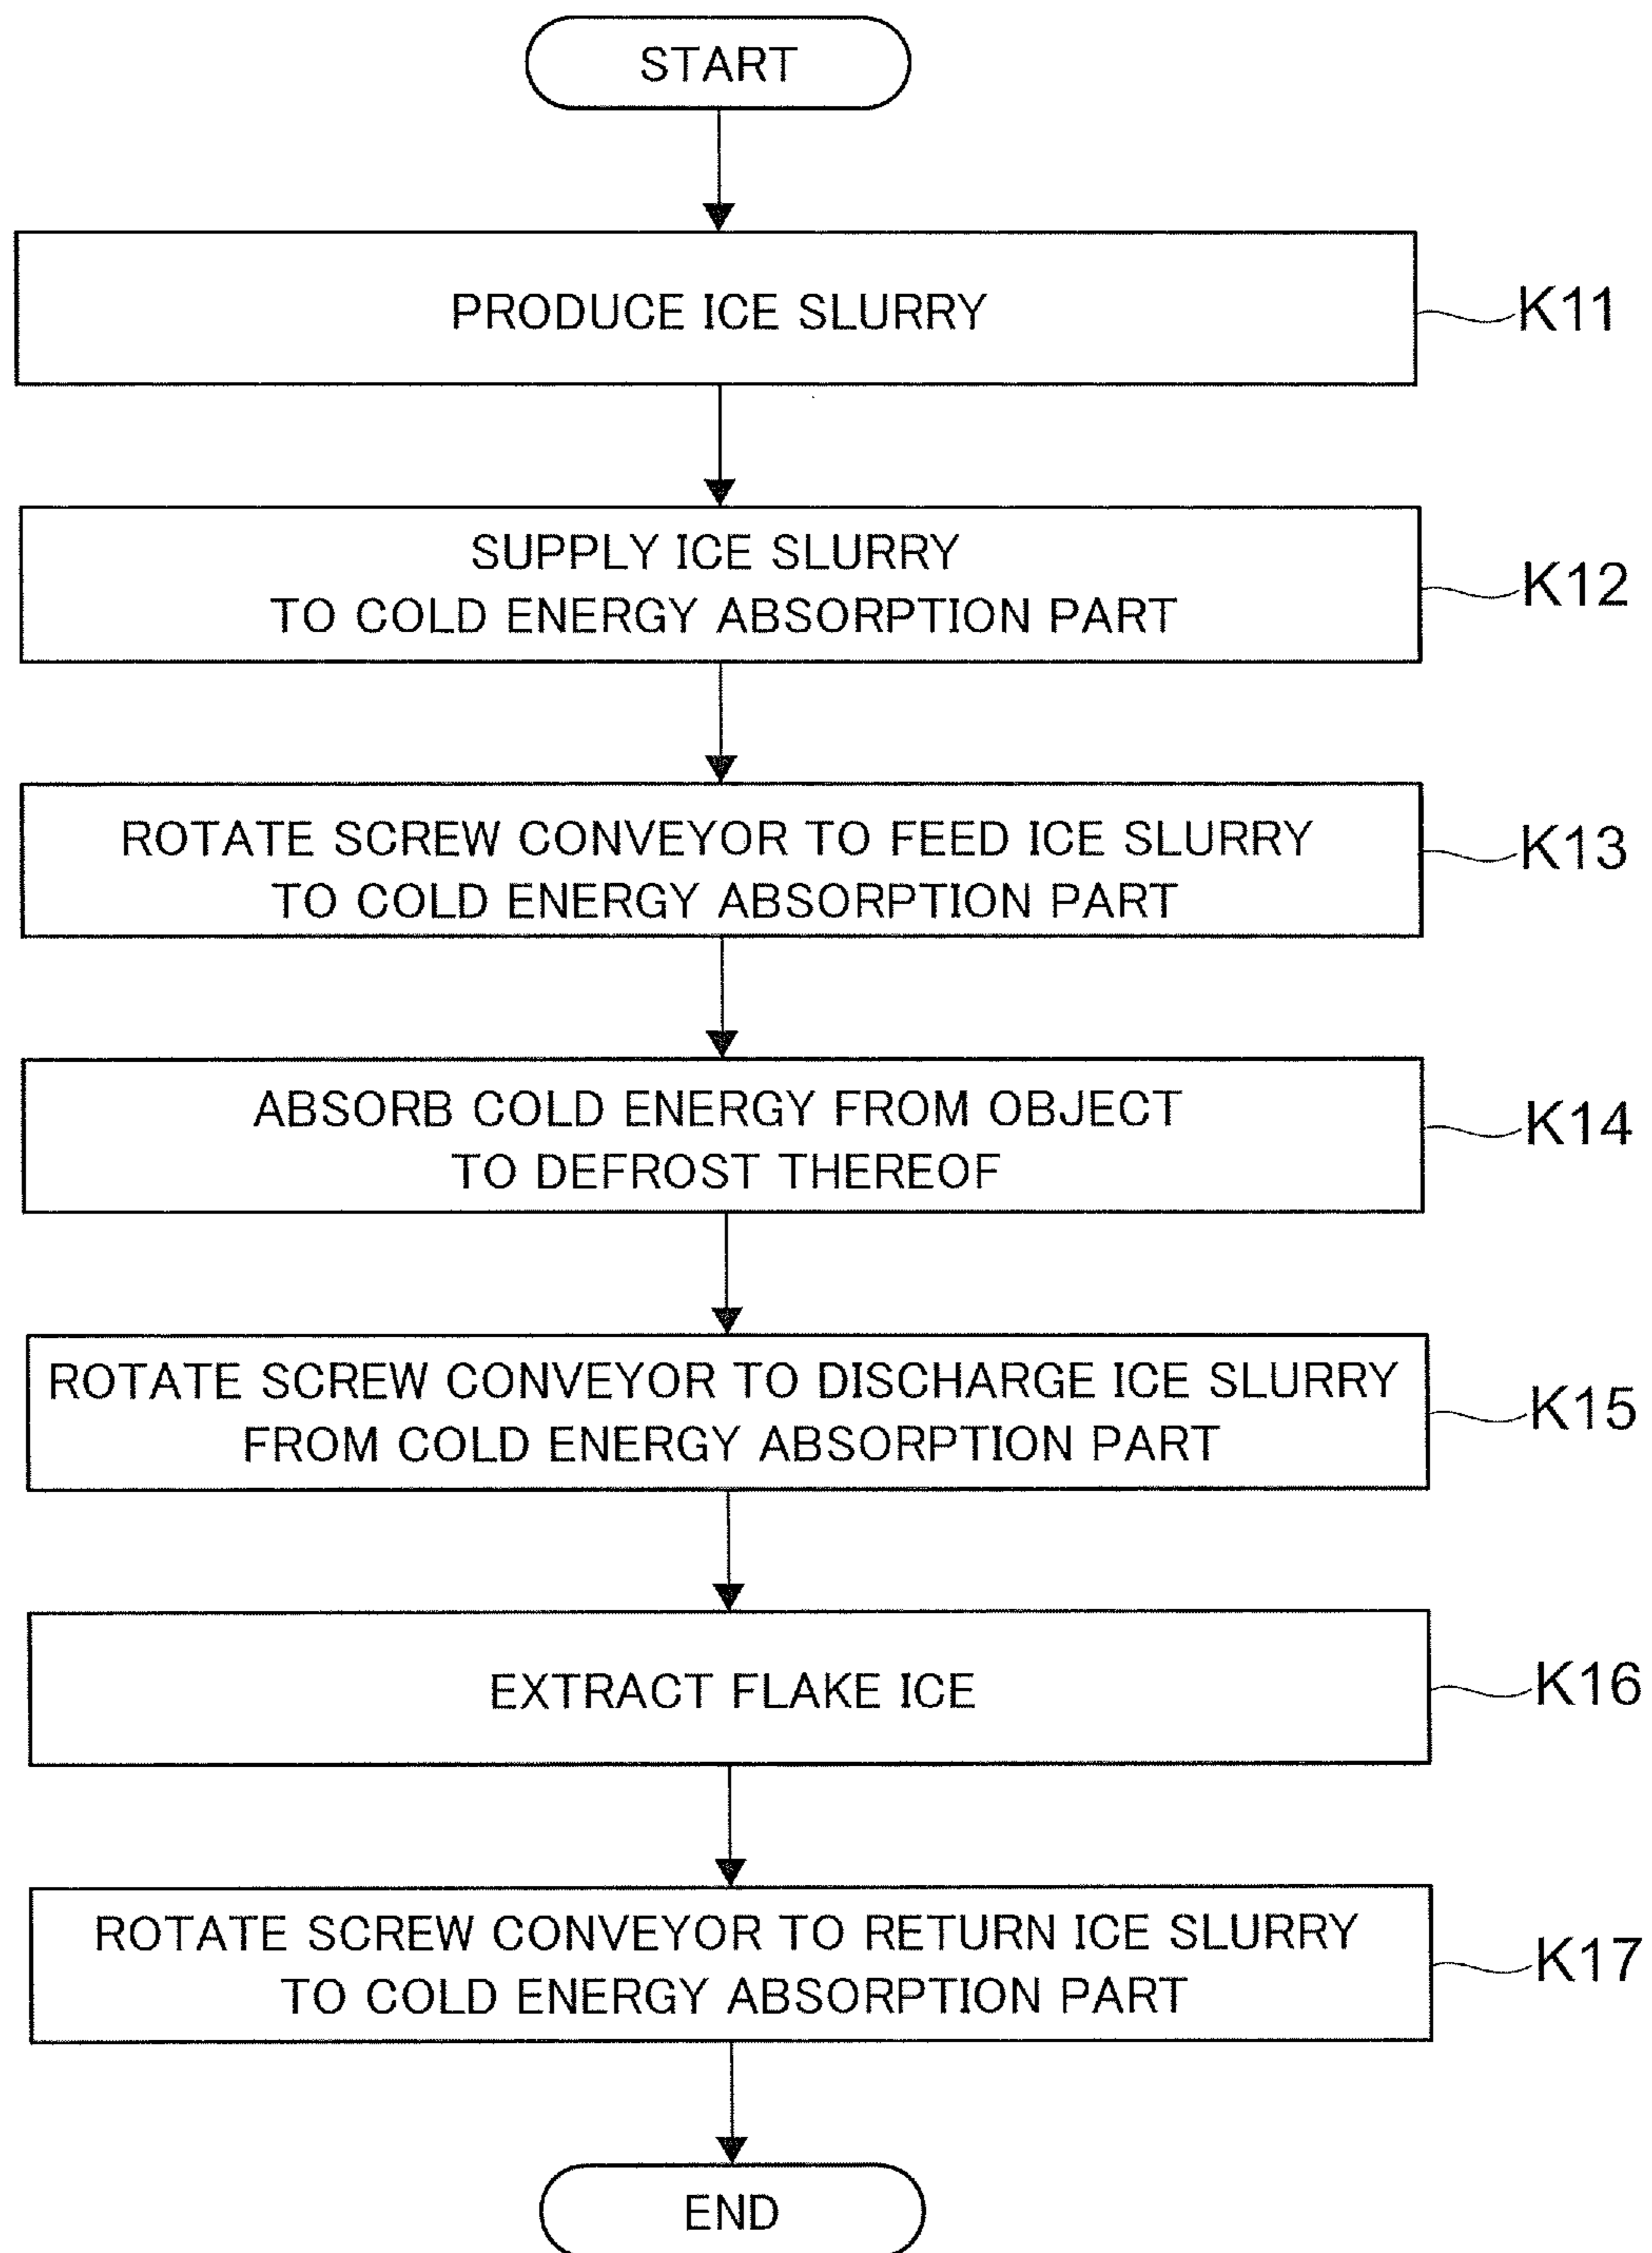 START
PRODUCE ICE SLURRY
K11
SUPPLY ICE SLURRY
TO COLD ENERGY ABSORPTION PART
K12
ROTATE SCREW CONVEYOR TO FEED ICE SLURRY
TO COLD ENERGY ABSORPTION PART
K13
ABSORB COLD ENERGY FROM OBJECT
TO DEFROST THEREOF
K14
ROTATE SCREW CONVEYOR TO DISCHARGE ICE SLURRY
FROM COLD ENERGY ABSORPTION PART
K15
EXTRACT FLAKE ICE
K16
ROTATE SCREW CONVEYOR TO RETURN ICE SLURRY
TO COLD ENERGY ABSORPTION PART
K17
END